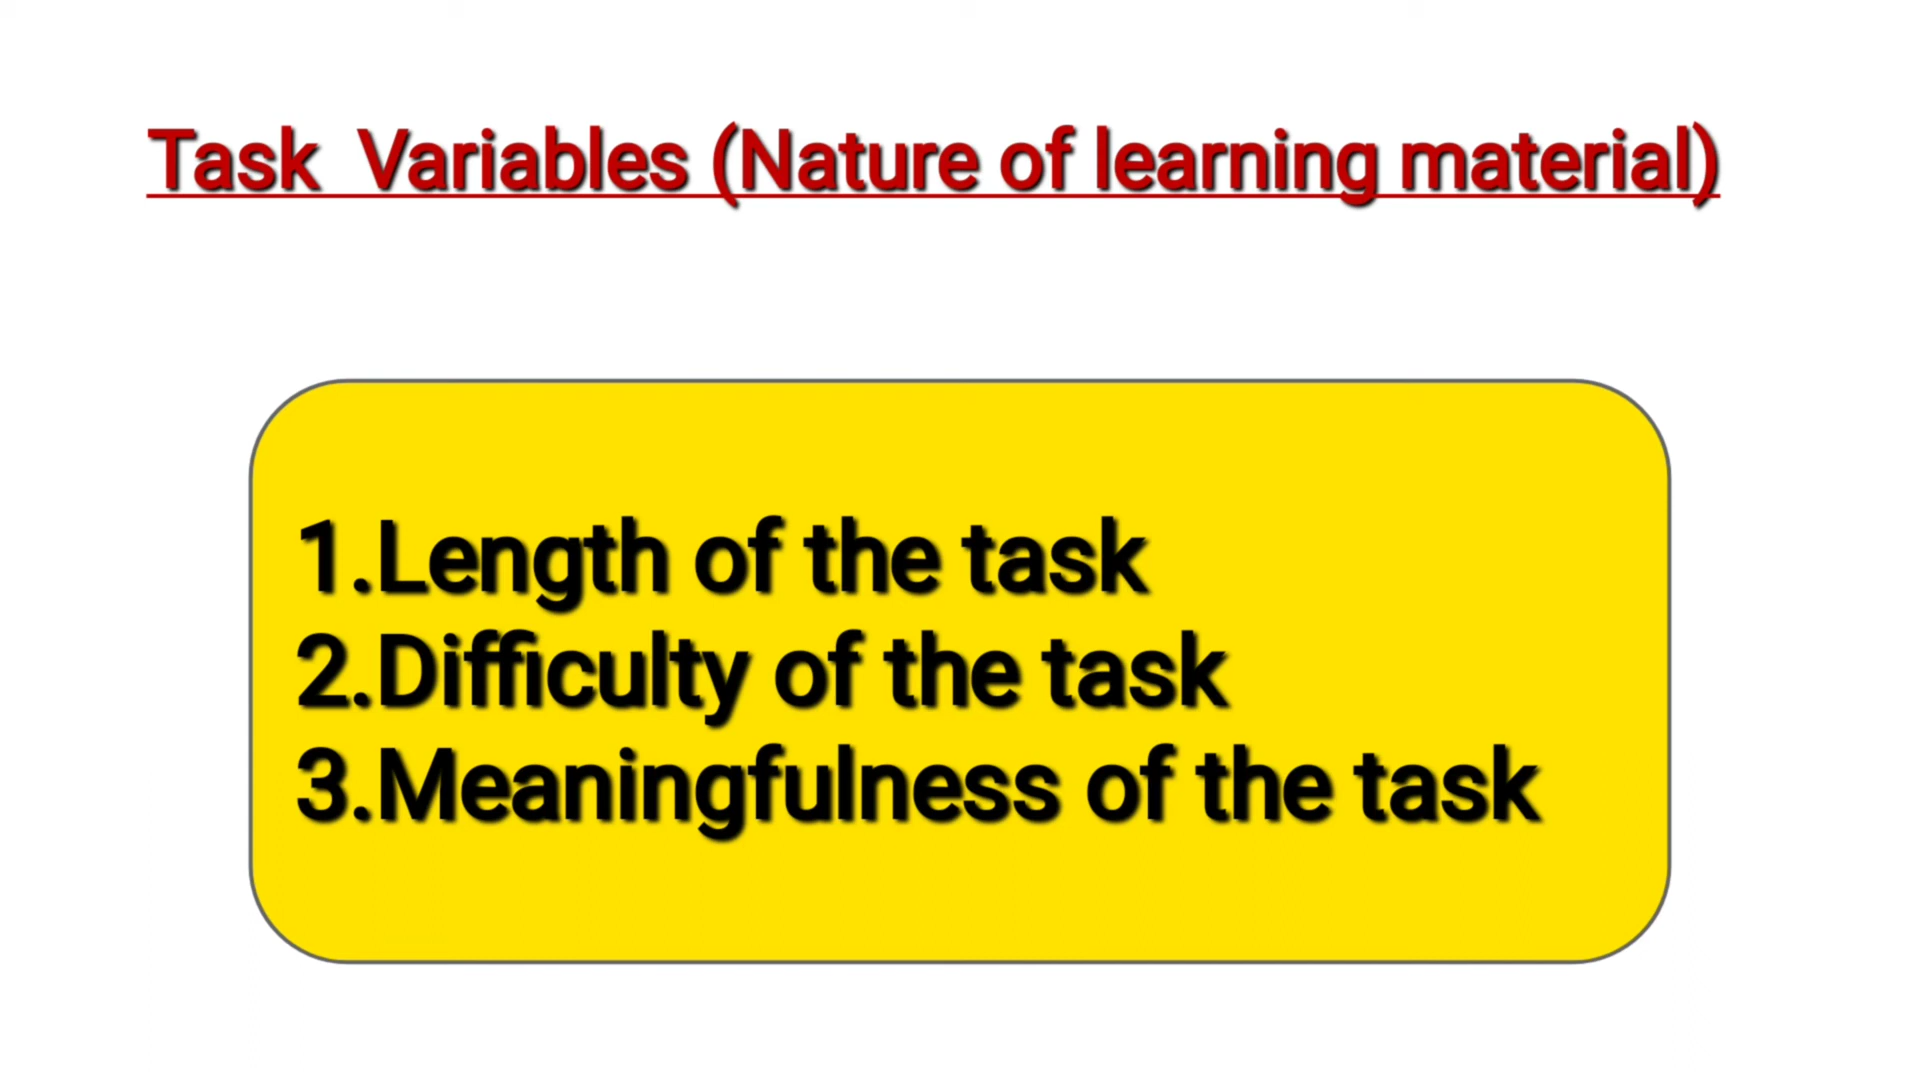 Task  Variables (Nature of learning material)
1.Length of the task
2.Difficulty of the task
3.Meaningfulness of the task